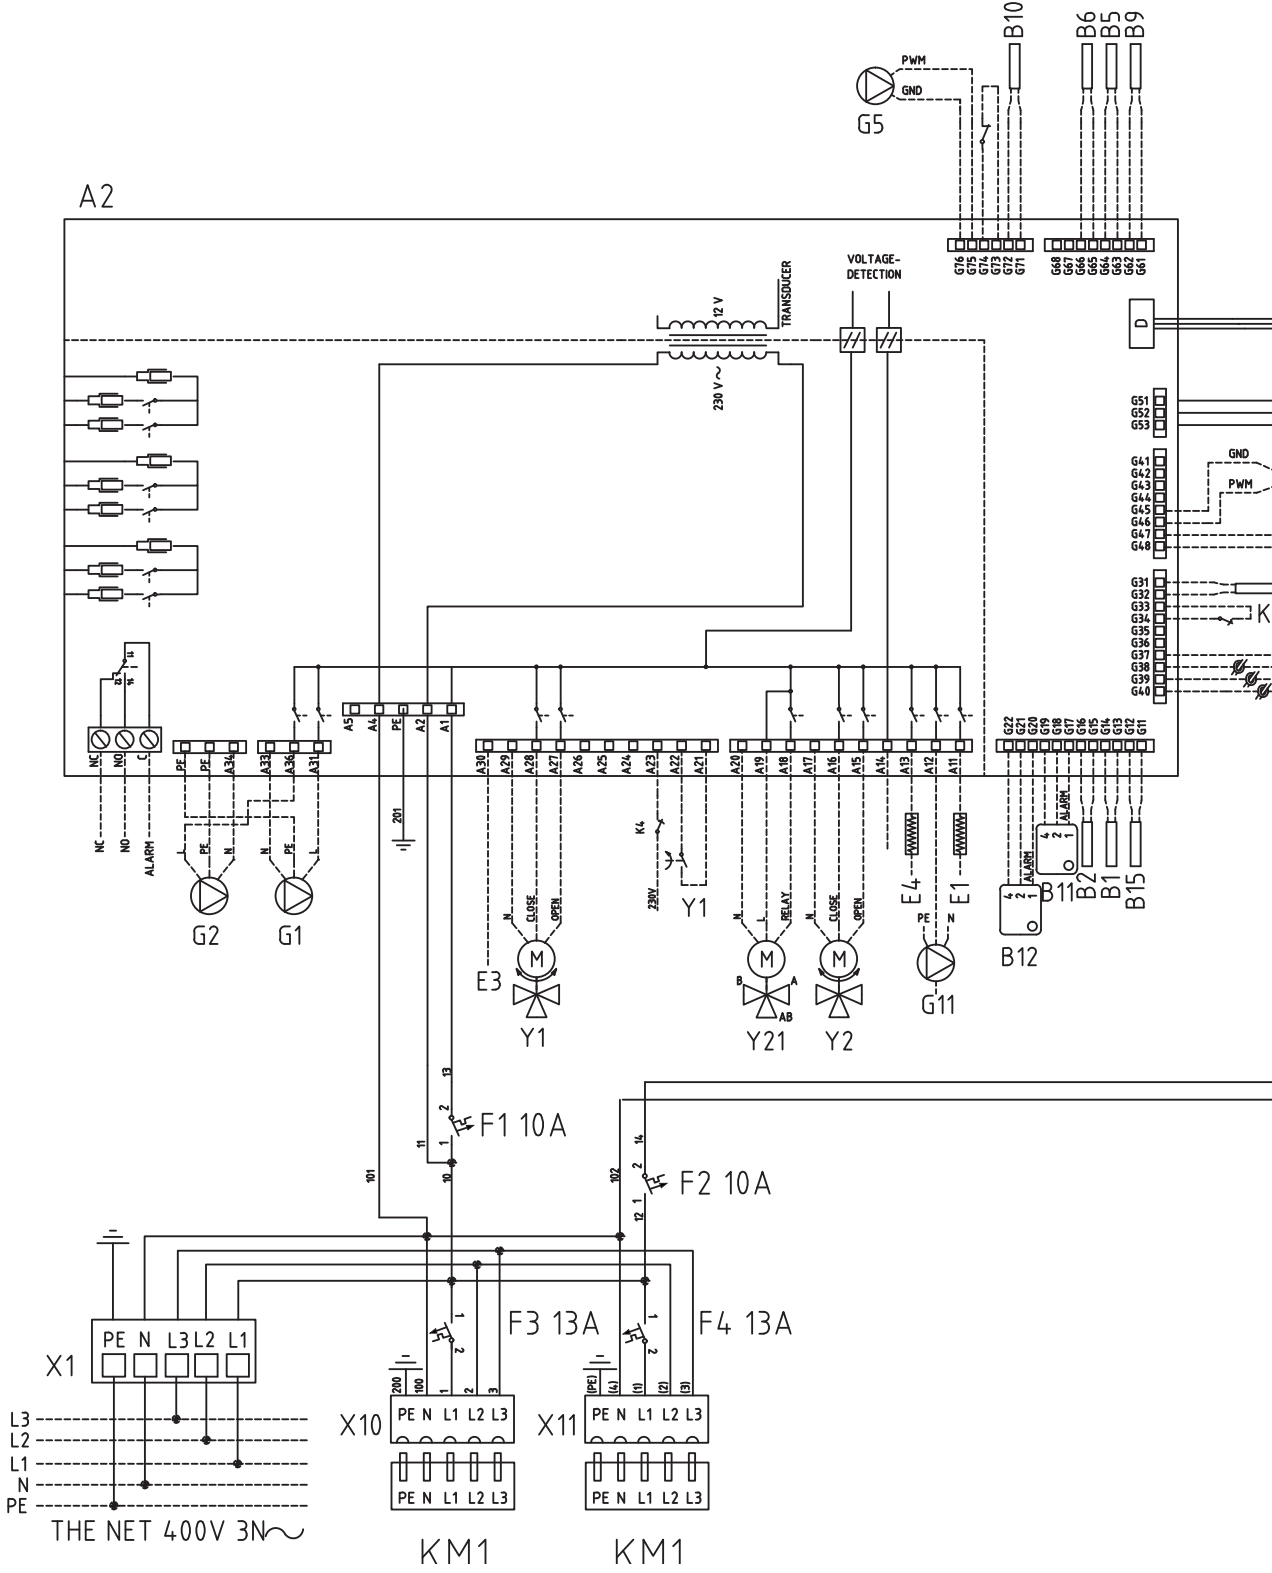 B10
B6
B5
B9
PWM
GND
G5
A2
G76
G75
G74
G73
G72
G71
G68
G67
G66
G65
G64
G63
G62
G61
VOLTAGE-
DETECTION
12 V
TRANSDUCER
230 V ~
D
G51
G52
G53
G41
G42
G43
G44
G45
G46
G47
G48
GND
PWM
G31
G32
G33
G34
G35
G36
G37
G38
G39
G40
K
11
12
14
NC
NO
C
PE
PE
A34
A33
A36
A31
A5
A4
PE
A2
A1
A30
A29
A28
A27
A26
A25
A24
A23
A22
A21
A20
A19
A18
A17
A16
A15
A14
A13
A12
A11
G22
G21
G20
G19
G18
G17
G16
G15
G14
G13
G12
G11
NC
NO
ALARM
L
PE
N
N
PE
L
G2
G1
201
E3
N
CLOSE
OPEN
M
Y1
K4
230V
Y1
N
L
RELAY
M
B
A
AB
Y21
N
CLOSE
OPEN
M
Y2
E4
E1
PE
N
G11
ALARM
4
2
1
B12
ALARM
4
2
1
B11
B2
B1
B15
13
2
1
F1 10A
11
10
101
14
102
2
1
12
F2 10A
PE N L3 L2 L1
X1
1
2
F3 13A
1
2
F4 13A
200
100
1
2
3
(PE)
(4)
(1)
(2)
(3)
X10
PE N L1 L2 L3
X11
PE N L1 L2 L3
PE N L1 L2 L3
PE N L1 L2 L3
L3
L2
L1
N
PE
THE NET 400V 3N~
KM1
KM1